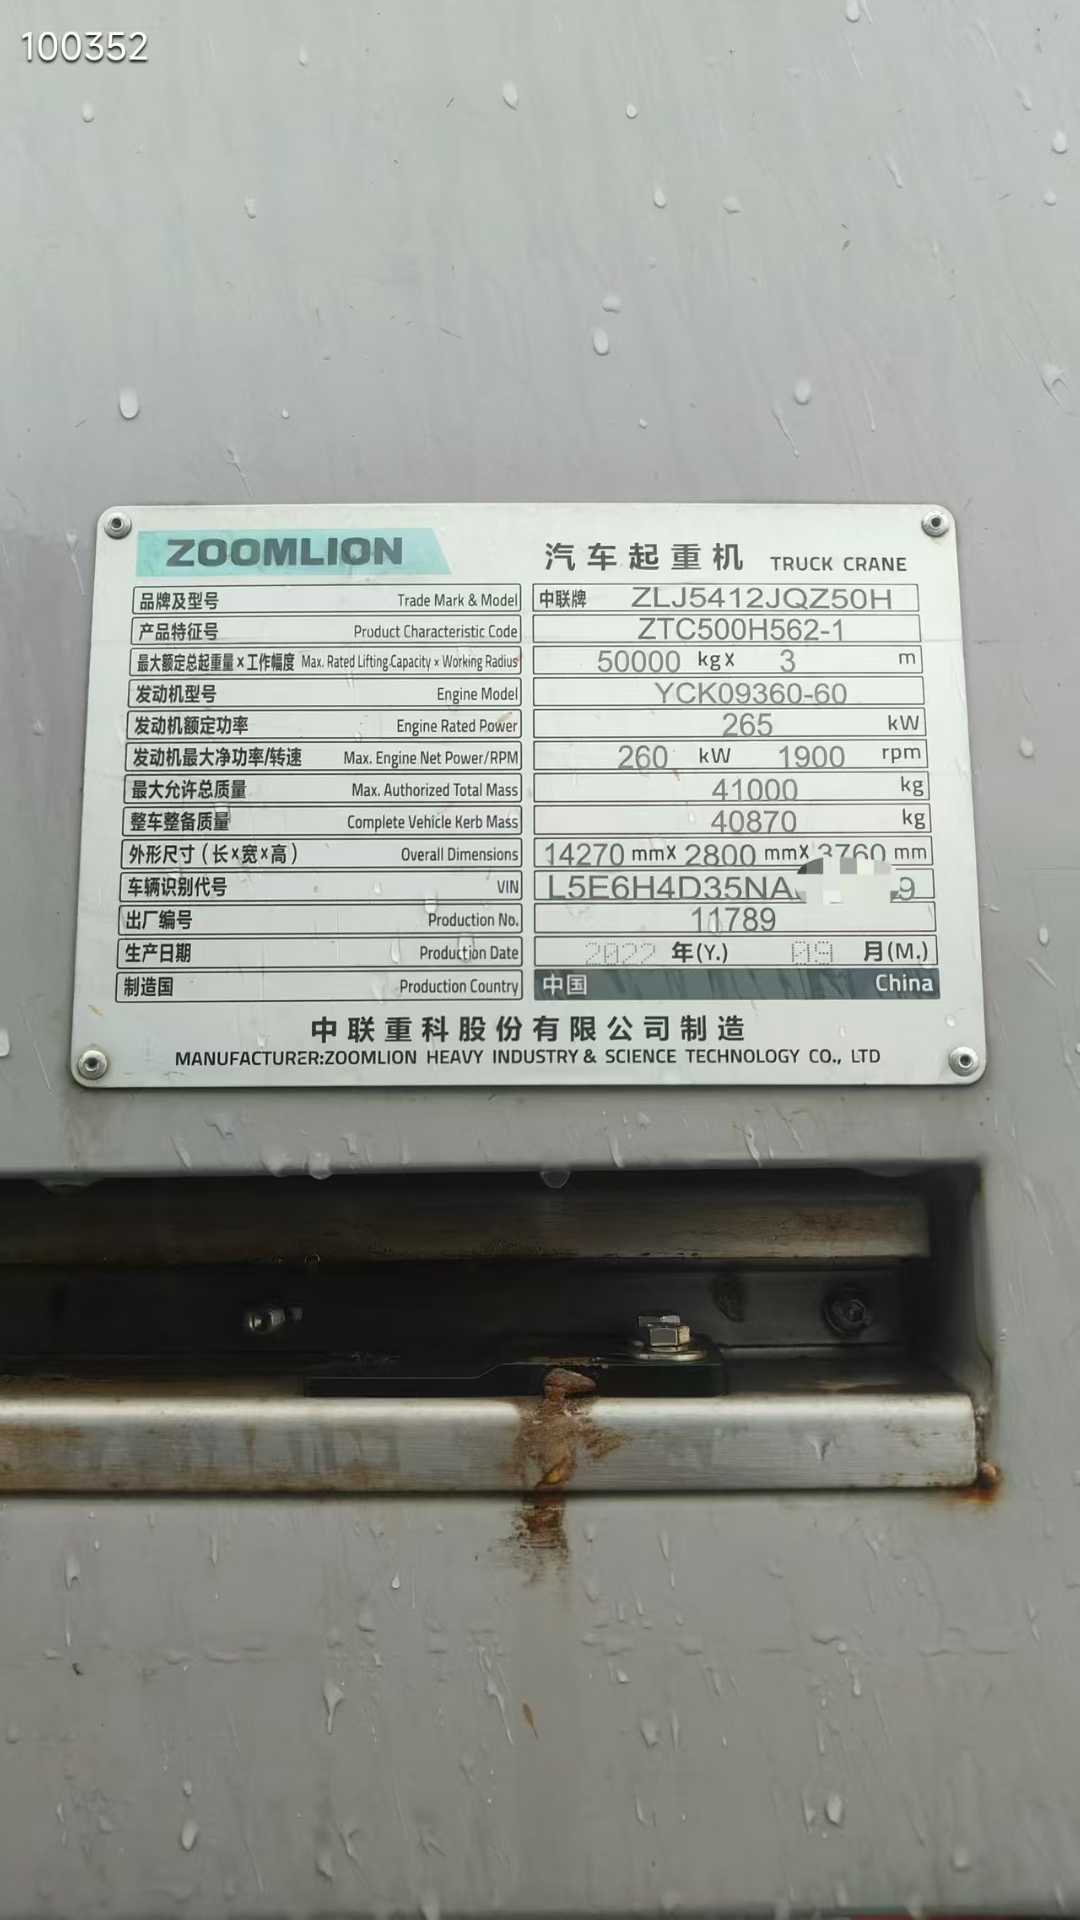 100352
ZOOMLION 汽车起重机 TRUCK CRANE
品牌及型号 Trade Mark & Model 中联牌 ZLJ5412JQZ50H
产品特征号 Product Characteristic Code ZTC500H562-1
最大额定总起重量×工作幅度 Max. Rated Lifting Capacity × Working Radius 50000 kg× 3 m
发动机型号 Engine Model YCK09360-60
发动机额定功率 Engine Rated Power 265 kW
发动机最大净功率/转速 Max. Engine Net Power/RPM 260 kW 1900 rpm
最大允许总质量 Max. Authorized Total Mass 41000 kg
整车整备质量 Complete Vehicle Kerb Mass 40870 kg
外形尺寸(长×宽×高) Overall Dimensions 14270 mm× 2800 mm× 3760 mm
车辆识别代号 VIN L5E6H4D35NA 9
出厂编号 Production No. 11789
生产日期 Production Date 2022 年(Y.) 09 月(M.)
制造国 Production Country 中国 China
中联重科股份有限公司制造
MANUFACTURER:ZOOMLION HEAVY INDUSTRY & SCIENCE TECHNOLOGY CO., LTD